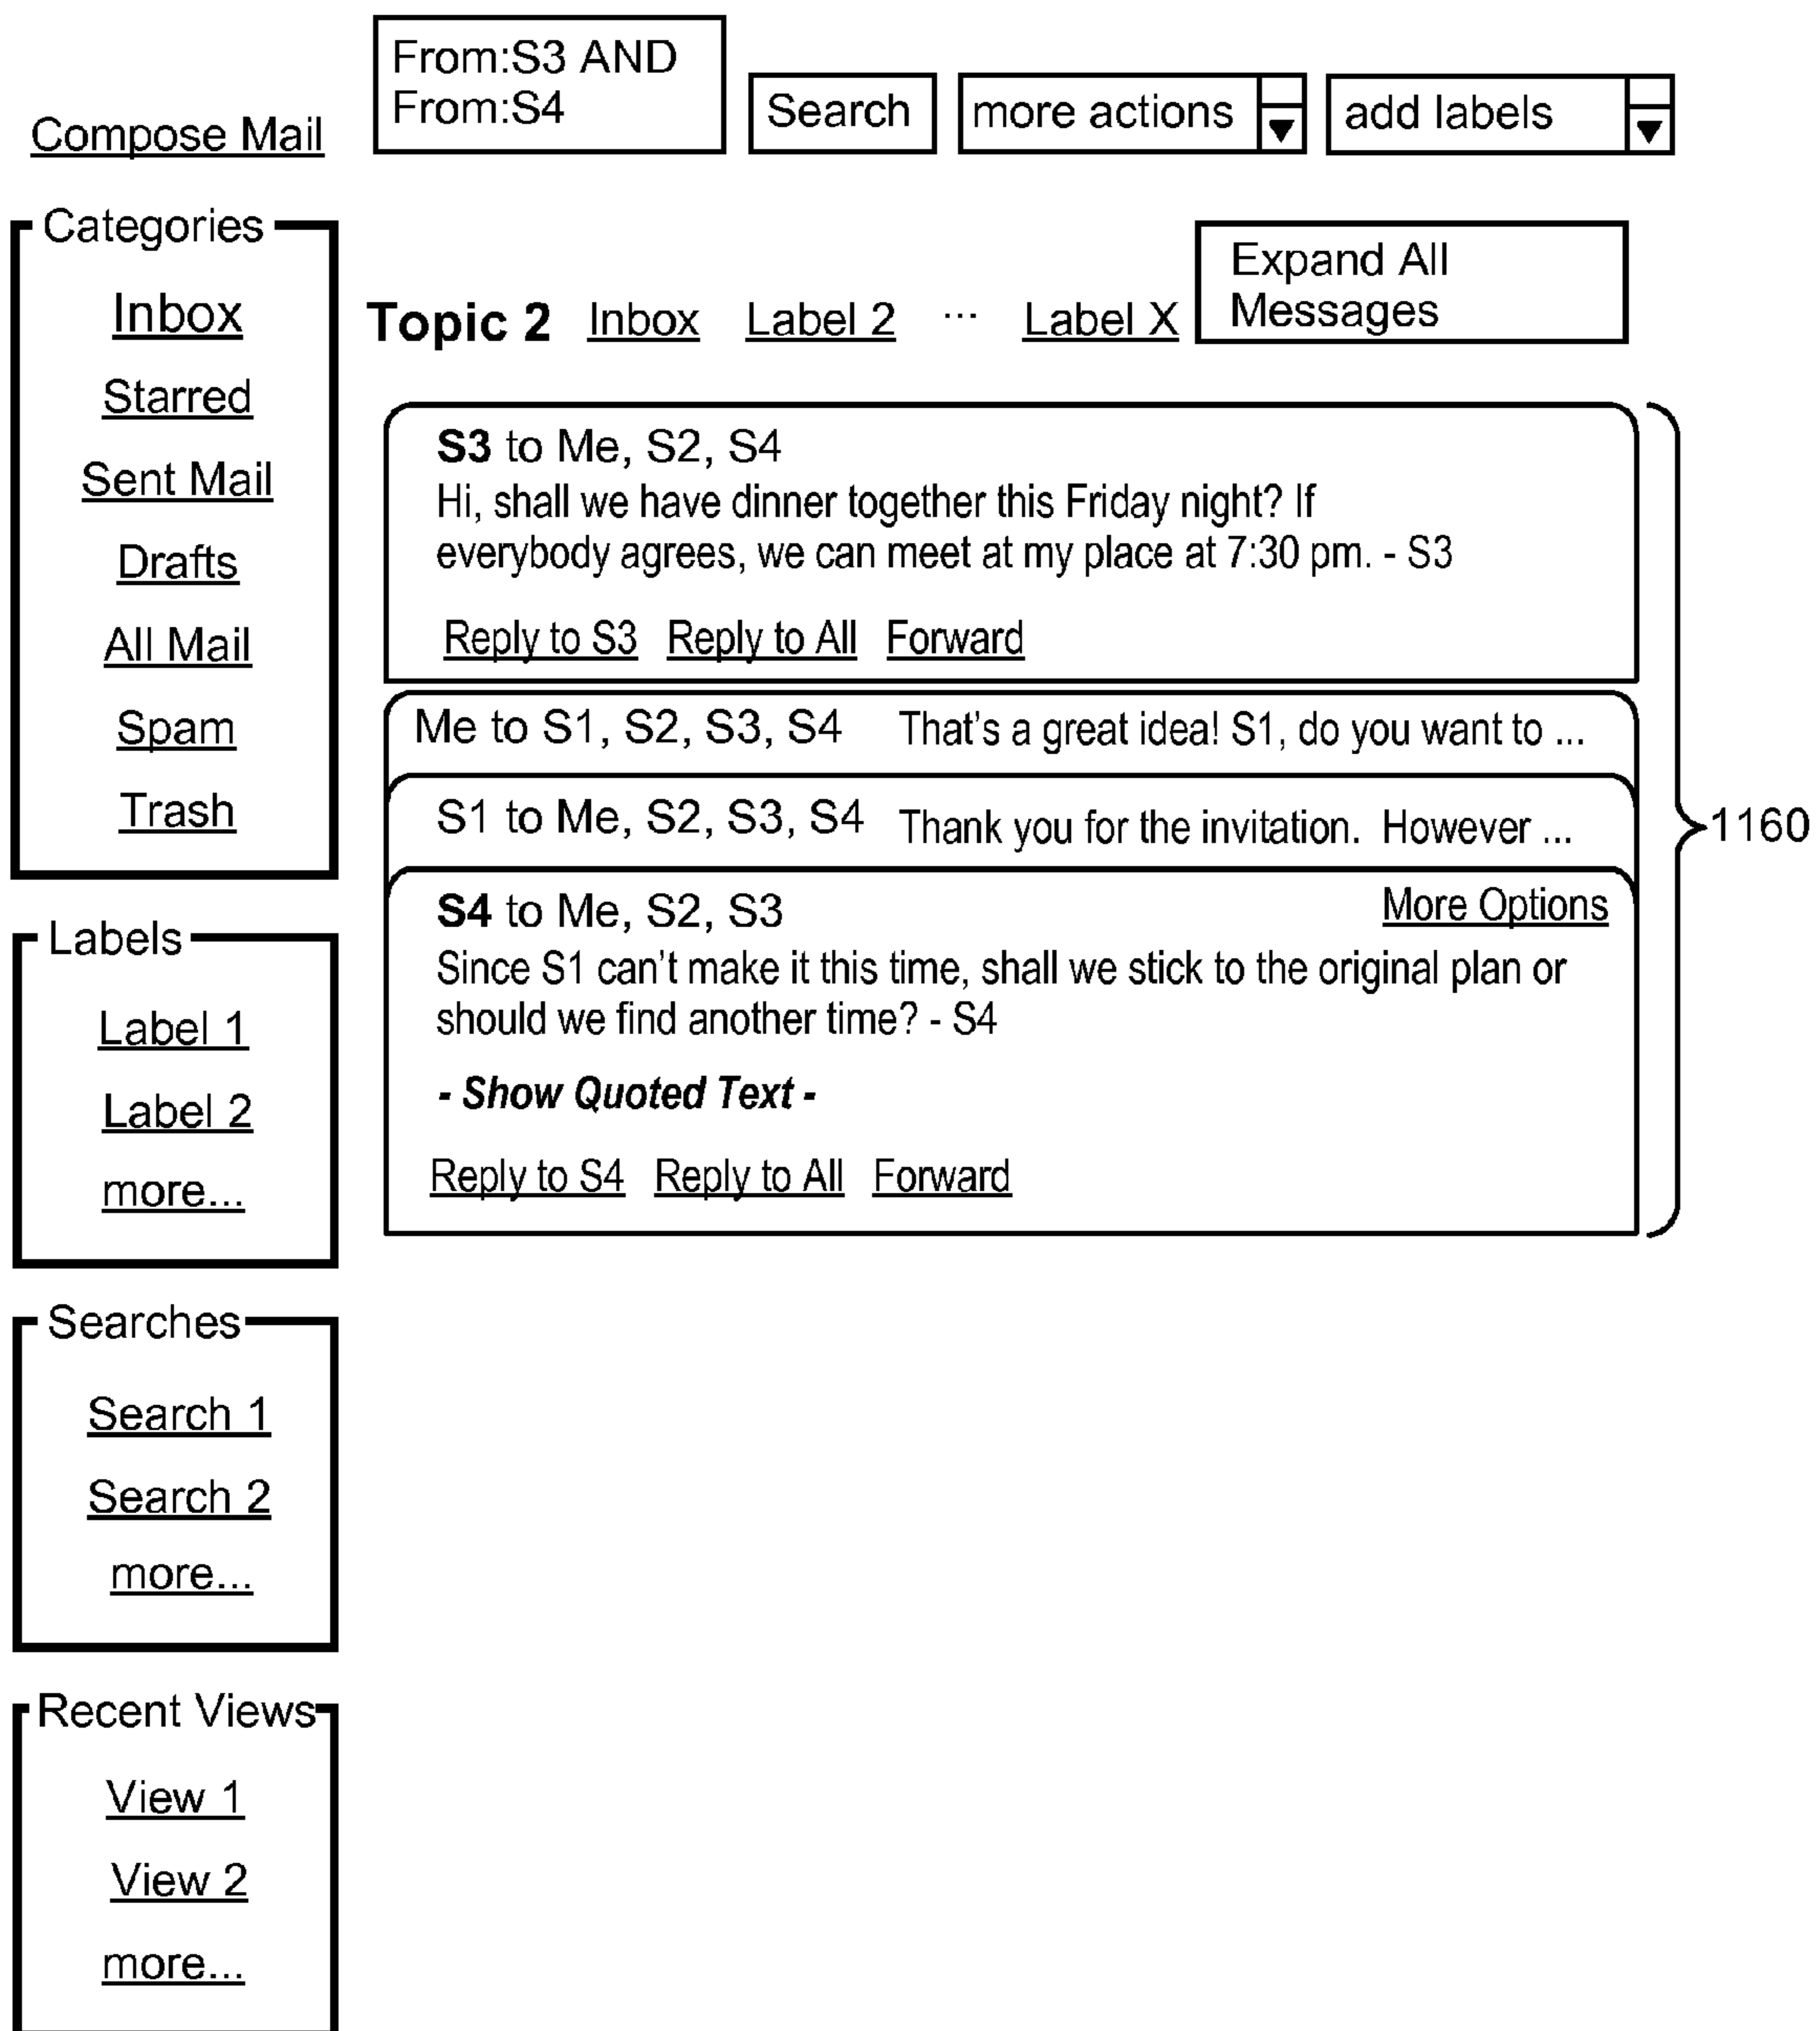 From:S3 AND
From:S4
Compose Mail
Search
more actions
add labels
Categories
Inbox
Starred
Sent Mail
Drafts
All Mail
Spam
Trash
Labels
Label 1
Label 2
more...
Searches
Search 1
Search 2
more...
Recent Views
View 1
View 2
more...
Topic 2 Inbox Label 2 ... Label X
Expand All
Messages
S3 to Me, S2, S4
Hi, shall we have dinner together this Friday night? If
everybody agrees, we can meet at my place at 7:30 pm. - S3
Reply to S3 Reply to All Forward
Me to S1, S2, S3, S4 That's a great idea! S1, do you want to ...
S1 to Me, S2, S3, S4 Thank you for the invitation. However ...
S4 to Me, S2, S3 More Options
Since S1 can't make it this time, shall we stick to the original plan or
should we find another time? - S4
- Show Quoted Text -
Reply to S4 Reply to All Forward
1160